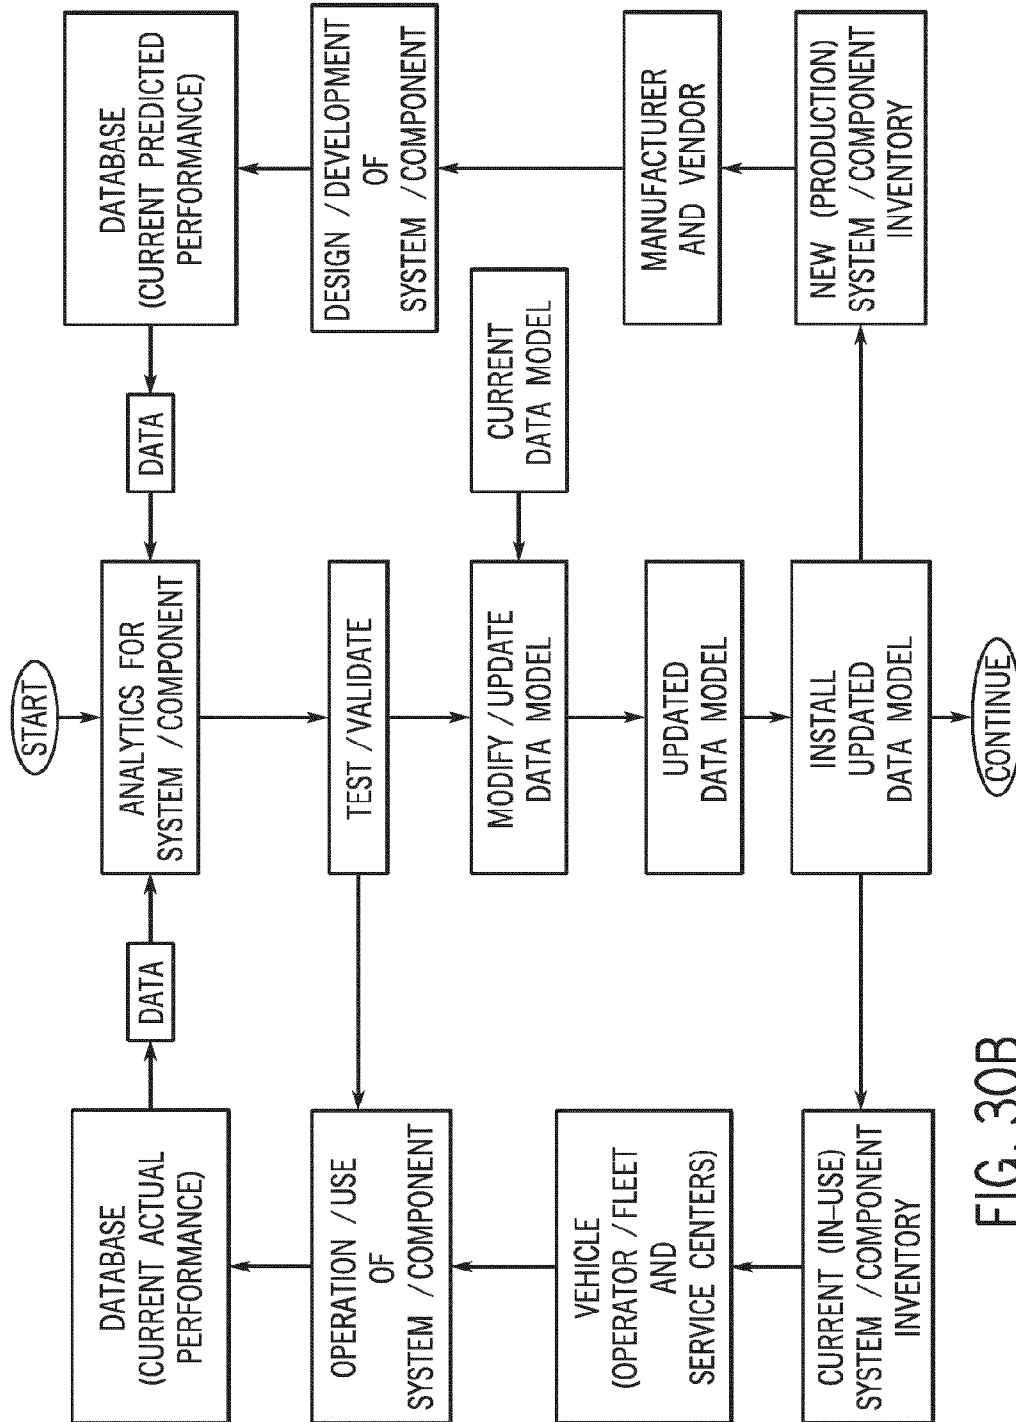 START
DATABASE
(CURRENT ACTUAL
PERFORMANCE)
DATA
ANALYTICS FOR
SYSTEM / COMPONENT
DATA
DATABASE
(CURRENT PREDICTED
PERFORMANCE)
OPERATION / USE
OF
SYSTEM / COMPONENT
TEST / VALIDATE
DESIGN / DEVELOPMENT
OF
SYSTEM / COMPONENT
MODIFY / UPDATE
DATA MODEL
CURRENT
DATA MODEL
VEHICLE
(OPERATOR / FLEET
AND
SERVICE CENTERS)
UPDATED
DATA MODEL
MANUFACTURER
AND VENDOR
CURRENT (IN-USE)
SYSTEM / COMPONENT
INVENTORY
INSTALL
UPDATED
DATA MODEL
NEW (PRODUCTION)
SYSTEM / COMPONENT
INVENTORY
CONTINUE
FIG. 30B